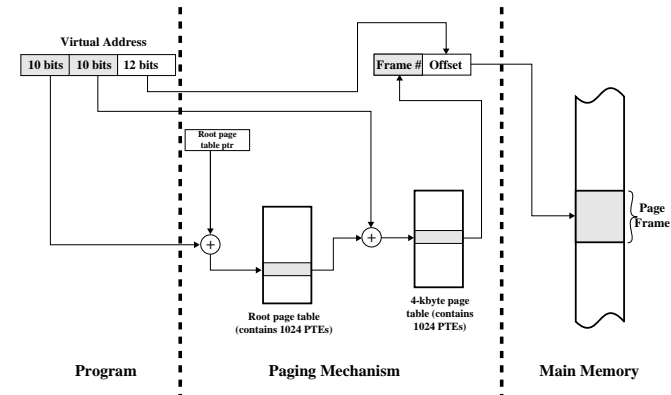 Virtual Address
10 bits 10 bits 12 bits
Frame # Offset
Root page
table ptr
+
+
Page
Frame
Root page table
(contains 1024 PTEs)
4-kbyte page
table (contains
1024 PTEs)
Program
Paging Mechanism
Main Memory